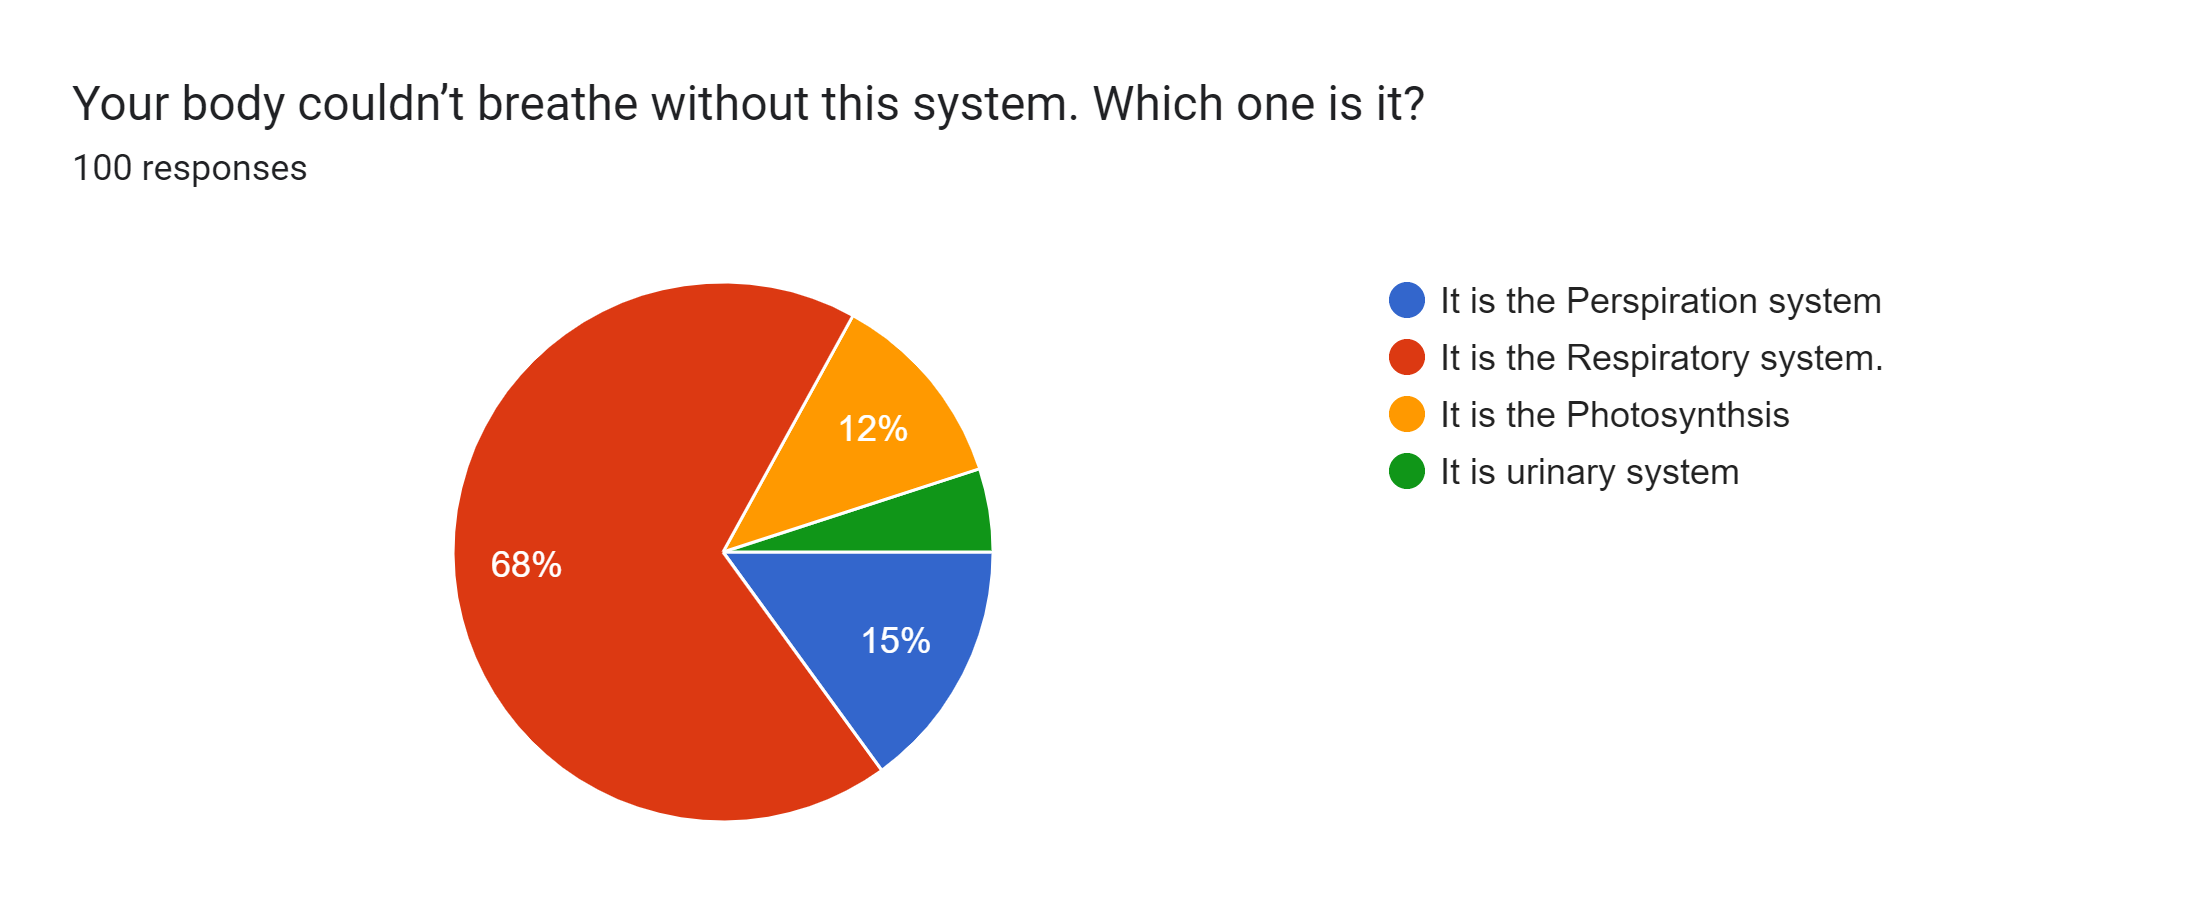 Your body couldn’t breathe without this system. Which one is it?
100 responses
12%
68%
15%
It is the Perspiration system
It is the Respiratory system.
It is the Photosynthsis
It is urinary system